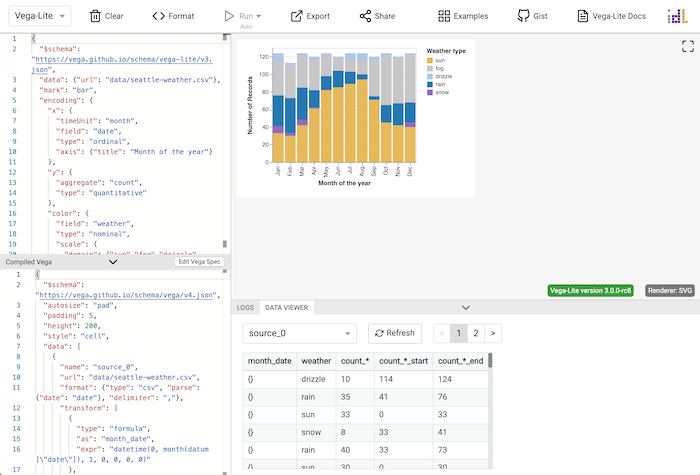 Vega-Lite
Clear
Format
Run
Auto
Export
Share
Examples
Gist
Vega-Lite Docs
1 {
2 "$schema":
"https://vega.github.io/schema/vega-lite/v3.
json",
3 "data": {"url": "data/seattle-weather.csv"},
4 "mark": "bar",
5 "encoding": {
6 "x": {
7 "timeUnit": "month",
8 "field": "date",
9 "type": "ordinal",
10 "axis": {"title": "Month of the year"}
11 },
12 "y": {
13 "aggregate": "count",
14 "type": "quantitative"
15 },
16 "color": {
17 "field": "weather",
18 "type": "nominal",
19 "scale": {
Compiled Vega
Edit Vega Spec
1 {
2 "$schema":
"https://vega.github.io/schema/vega/v4.json",
3 "autosize": "pad",
4 "padding": 5,
5 "height": 200,
6 "style": "cell",
7 "data": [
8 {
9 "name": "source_0",
10 "url": "data/seattle-weather.csv",
11 "format": {"type": "csv", "parse":
{"date": "date"}, "delimiter": ","},
12 "transform": [
13 {
14 "type": "formula",
15 "as": "month_date",
16 "expr": "datetime(0, month(datum
[\"date\"]), 1, 0, 0, 0, 0)"
17 },
Number of Records
120
100
80
60
40
20
0
Jan
Feb
Mar
Apr
May
Jun
Jul
Aug
Sep
Oct
Nov
Dec
Month of the year
Weather type
sun
fog
drizzle
rain
snow
Vega-Lite version 3.0.0-rc8
Renderer: SVG
LOGS
DATA VIEWER
source_0
Refresh
< 1 2 >
month_date weather count_* count_*_start count_*_end
{} drizzle 10 114 124
{} rain 35 41 76
{} sun 33 0 33
{} snow 8 33 41
{} rain 40 33 73
{} sun 30 0 30